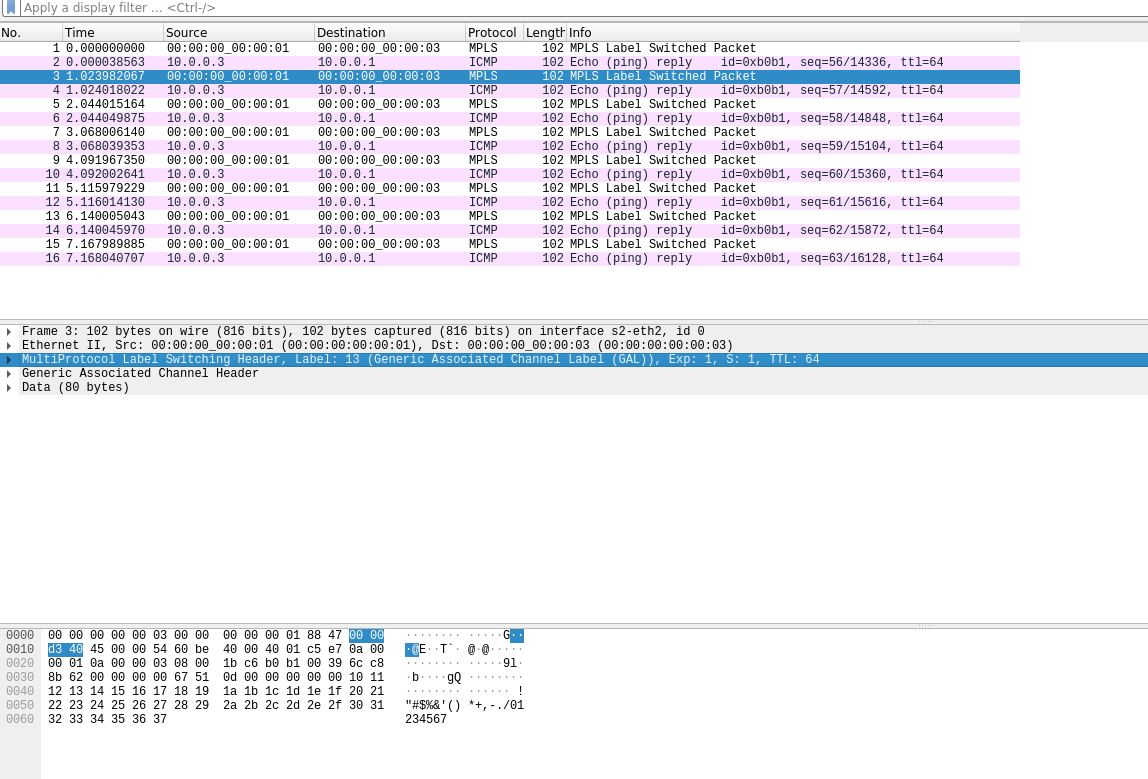 Apply a display filter … <Ctrl-/>
No. Time Source Destination Protocol Length Info
1 0.000000000 00:00:00_00:00:01 00:00:00_00:00:03 MPLS 102 MPLS Label Switched Packet
2 0.000038563 10.0.0.3 10.0.0.1 ICMP 102 Echo (ping) reply id=0xb0b1, seq=56/14336, ttl=64
3 1.023982067 00:00:00_00:00:01 00:00:00_00:00:03 MPLS 102 MPLS Label Switched Packet
4 1.024018022 10.0.0.3 10.0.0.1 ICMP 102 Echo (ping) reply id=0xb0b1, seq=57/14592, ttl=64
5 2.044015164 00:00:00_00:00:01 00:00:00_00:00:03 MPLS 102 MPLS Label Switched Packet
6 2.044049875 10.0.0.3 10.0.0.1 ICMP 102 Echo (ping) reply id=0xb0b1, seq=58/14848, ttl=64
7 3.068006140 00:00:00_00:00:01 00:00:00_00:00:03 MPLS 102 MPLS Label Switched Packet
8 3.068039353 10.0.0.3 10.0.0.1 ICMP 102 Echo (ping) reply id=0xb0b1, seq=59/15104, ttl=64
9 4.091967350 00:00:00_00:00:01 00:00:00_00:00:03 MPLS 102 MPLS Label Switched Packet
10 4.092002641 10.0.0.3 10.0.0.1 ICMP 102 Echo (ping) reply id=0xb0b1, seq=60/15360, ttl=64
11 5.115979229 00:00:00_00:00:01 00:00:00_00:00:03 MPLS 102 MPLS Label Switched Packet
12 5.116014130 10.0.0.3 10.0.0.1 ICMP 102 Echo (ping) reply id=0xb0b1, seq=61/15616, ttl=64
13 6.140005043 00:00:00_00:00:01 00:00:00_00:00:03 MPLS 102 MPLS Label Switched Packet
14 6.140045970 10.0.0.3 10.0.0.1 ICMP 102 Echo (ping) reply id=0xb0b1, seq=62/15872, ttl=64
15 7.167989885 00:00:00_00:00:01 00:00:00_00:00:03 MPLS 102 MPLS Label Switched Packet
16 7.168040707 10.0.0.3 10.0.0.1 ICMP 102 Echo (ping) reply id=0xb0b1, seq=63/16128, ttl=64
Frame 3: 102 bytes on wire (816 bits), 102 bytes captured (816 bits) on interface s2-eth2, id 0
Ethernet II, Src: 00:00:00_00:00:01 (00:00:00:00:00:01), Dst: 00:00:00_00:00:03 (00:00:00:00:00:03)
MultiProtocol Label Switching Header, Label: 13 (Generic Associated Channel Label (GAL)), Exp: 1, S: 1, TTL: 64
Generic Associated Channel Header
Data (80 bytes)
0000 00 00 00 00 00 03 00 00 00 00 00 01 88 47 00 00 ········ ·····G··
0010 d3 40 45 00 00 54 60 be 40 00 40 01 c5 e7 0a 00 ·@E··T`· @·@·····
0020 00 01 0a 00 00 03 08 00 1b c6 b0 b1 00 39 6c c8 ········ ·····9l·
0030 8b 62 00 00 00 00 67 51 0d 00 00 00 00 00 10 11 ·b····gQ ········
0040 12 13 14 15 16 17 18 19 1a 1b 1c 1d 1e 1f 20 21 ········ ······ !
0050 22 23 24 25 26 27 28 29 2a 2b 2c 2d 2e 2f 30 31 "#$%&'() *+,-./01
0060 32 33 34 35 36 37 234567